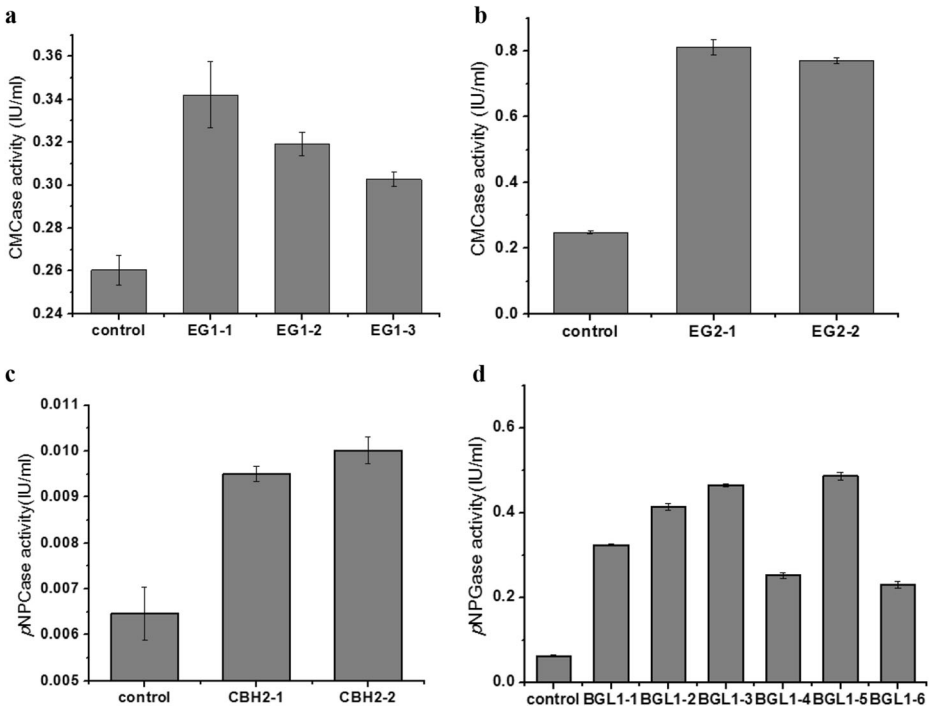 a
CMCase activity (IU/ml)
0.36
0.34
0.32
0.30
0.28
0.26
0.24
control EG1-1 EG1-2 EG1-3
b
CMCase activity (IU/ml)
0.8
0.6
0.4
0.2
0.0
control EG2-1 EG2-2
c
pNPCase activity(IU/ml)
0.011
0.010
0.009
0.008
0.007
0.006
0.005
control CBH2-1 CBH2-2
d
pNPGase activity(IU/ml)
0.6
0.4
0.2
0.0
control BGL1-1 BGL1-2 BGL1-3 BGL1-4 BGL1-5 BGL1-6